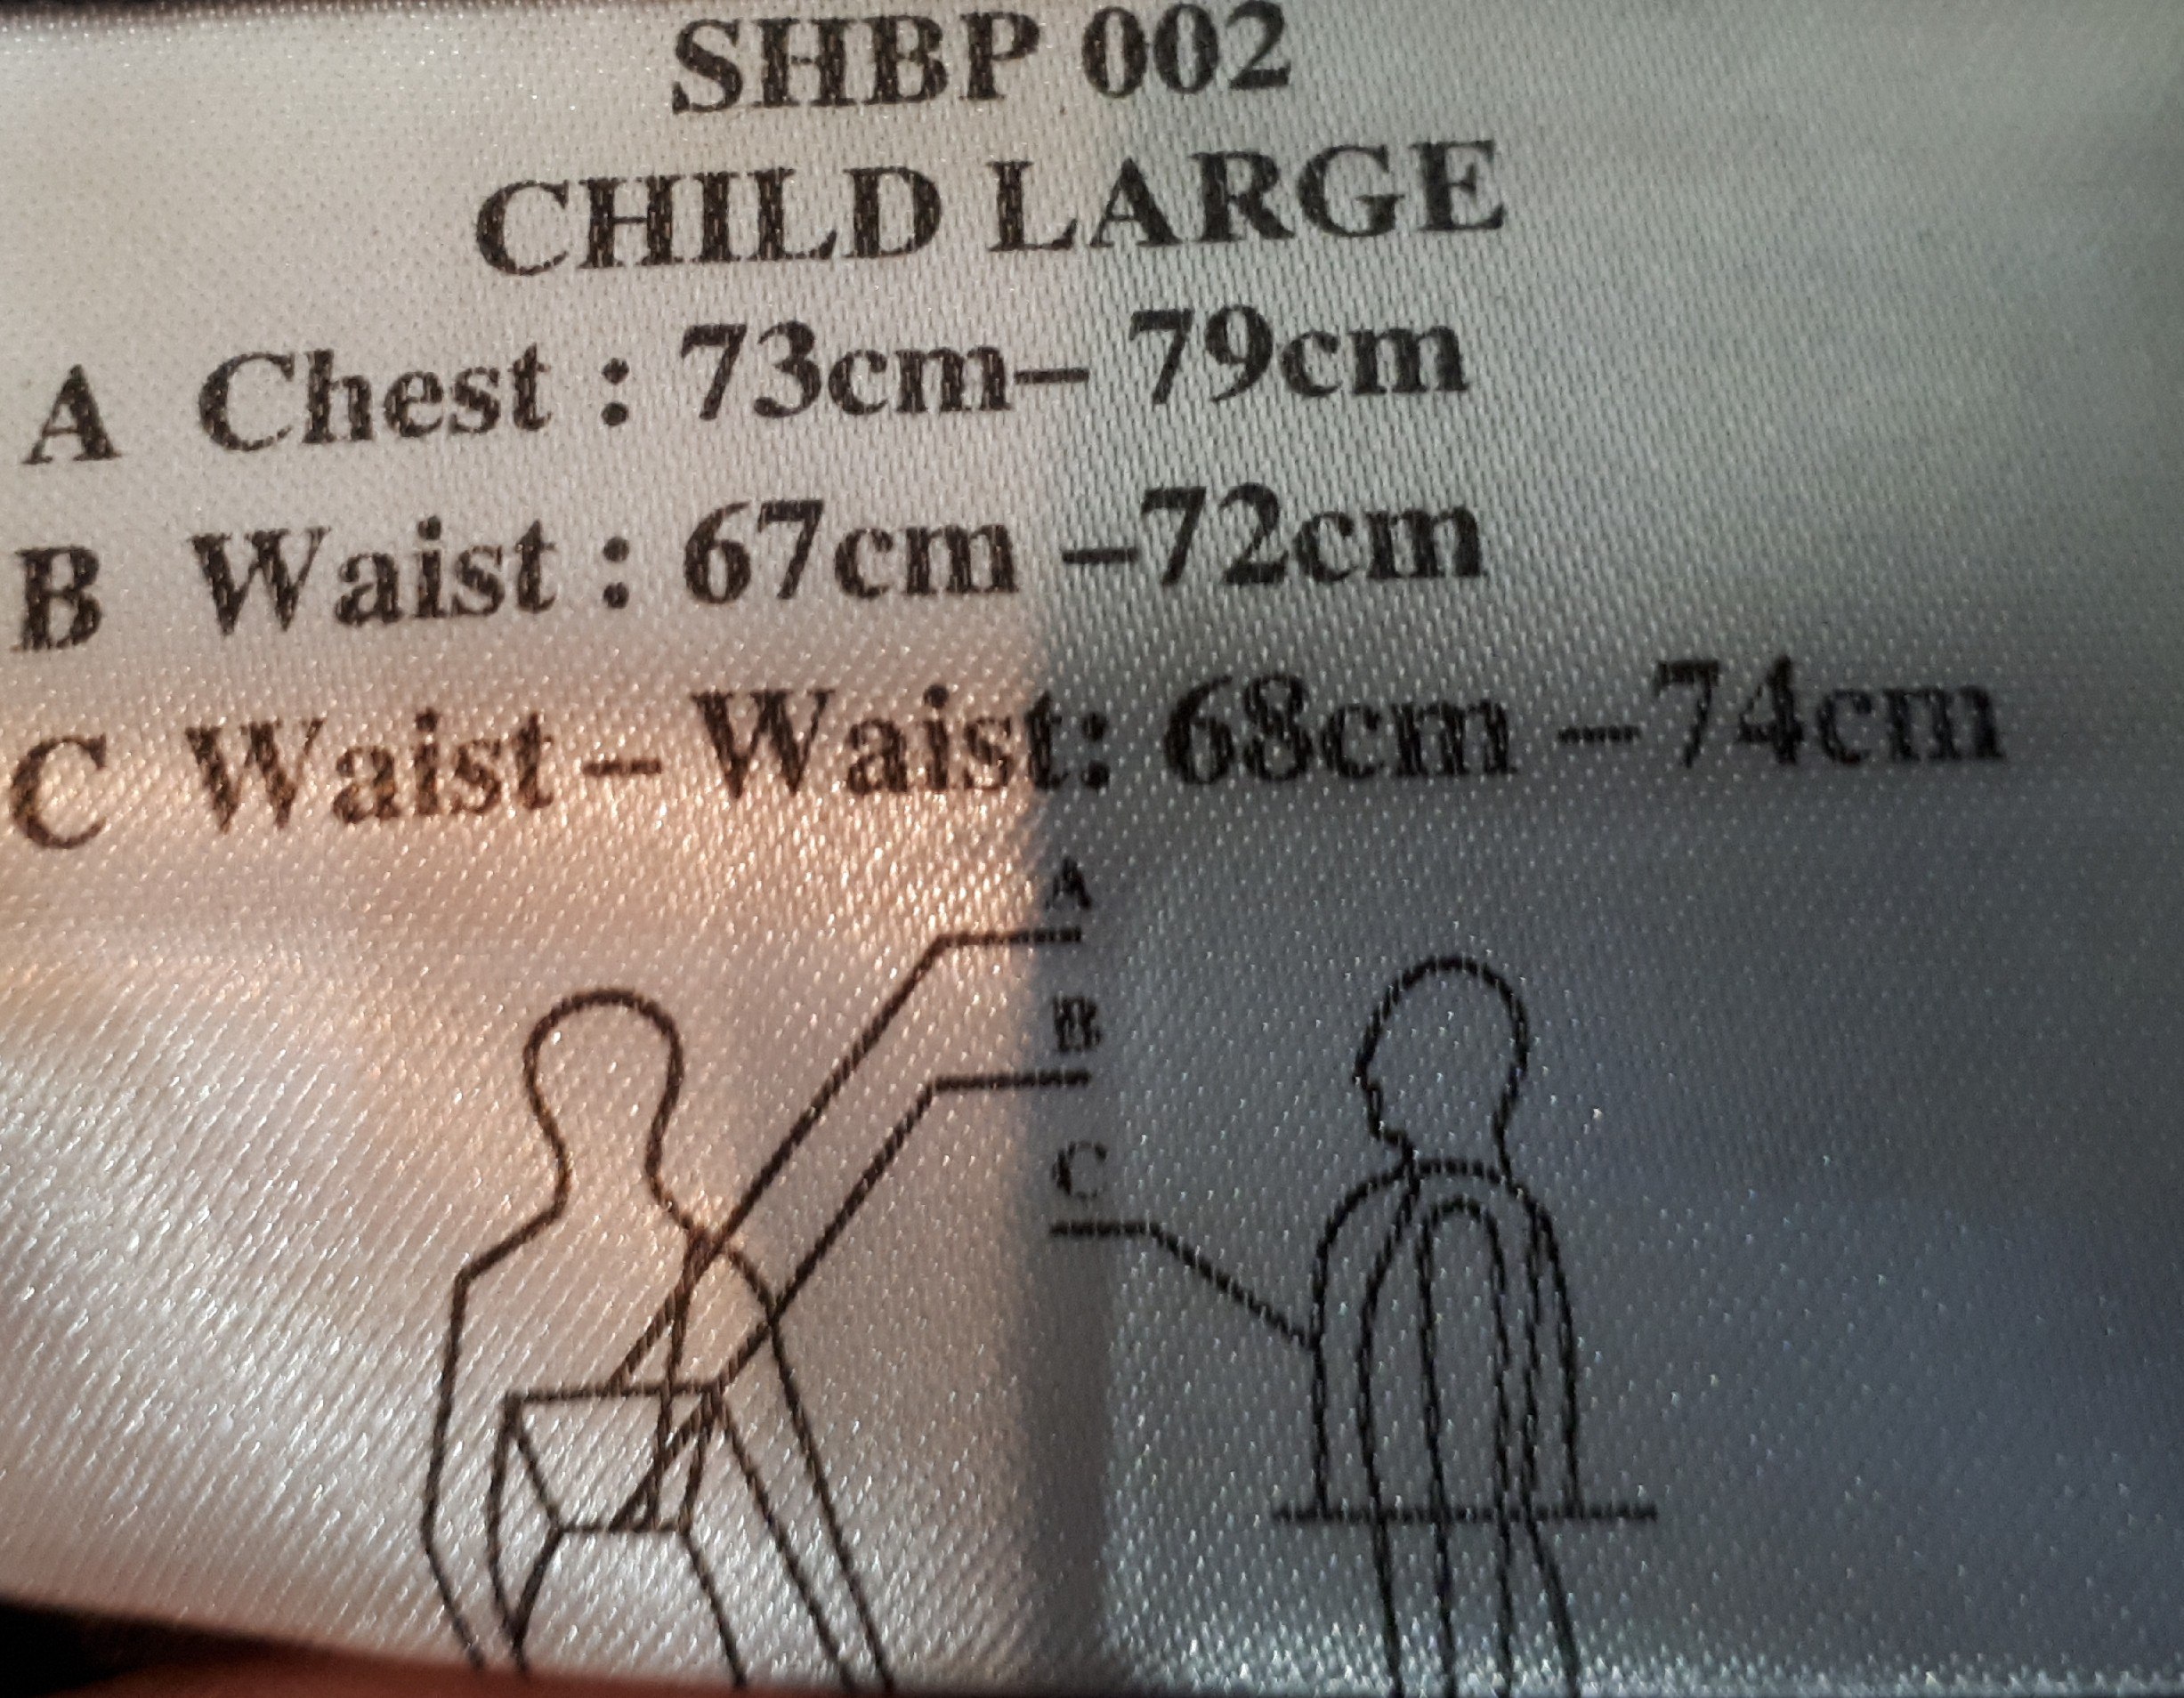 SHBP 002
CHILD LARGE
A Chest : 73cm– 79cm
B Waist : 67cm –72cm
C Waist – Waist: 68cm –74cm
A
B
C